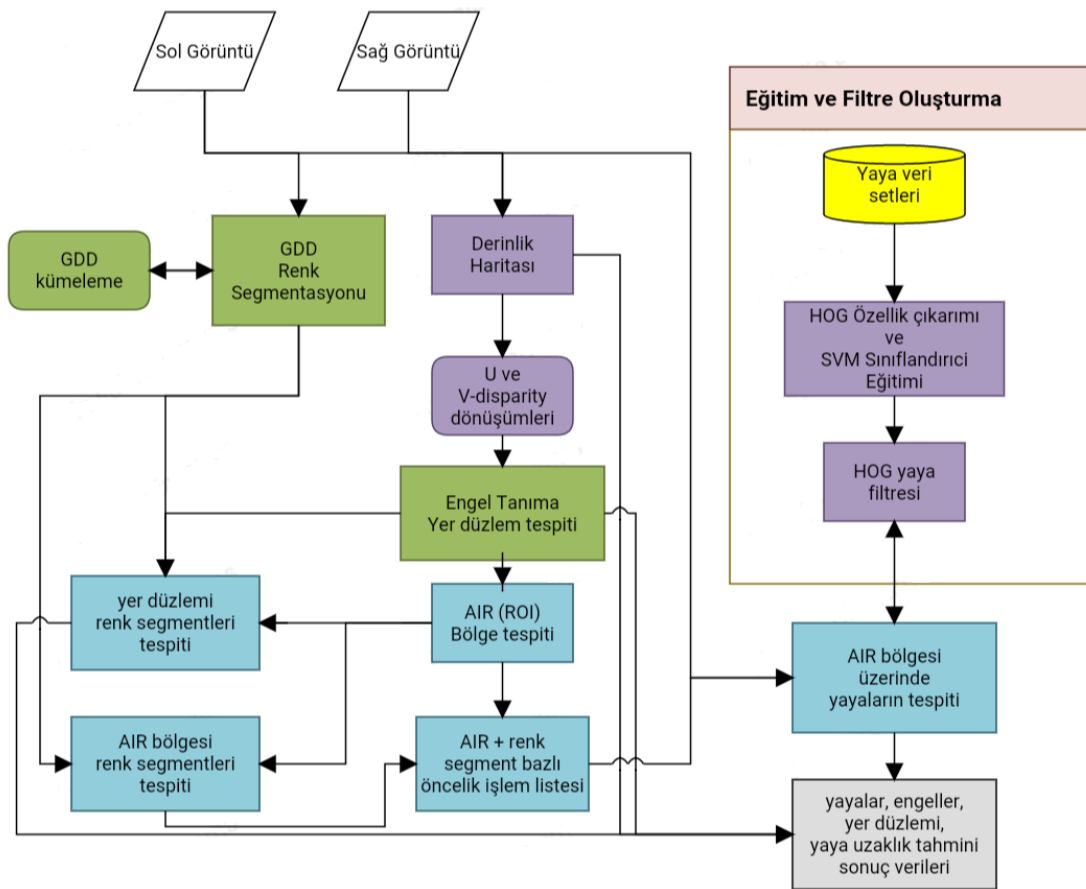 Sol Görüntü
Sağ Görüntü
Eğitim ve Filtre Oluşturma
Yaya veri
setleri
GDD
kümeleme
GDD
Renk
Segmentasyonu
Derinlik
Haritası
HOG Özellik çıkarımı
ve
SVM Sınıflandırici
Eğitimi
U ve
V-disparity
dönüşümleri
HOG yaya
filtresi
Engel Tanıma
Yer düzlem tespiti
yer düzlemi
renk segmentleri
tespiti
AIR (ROI)
Bölge tespiti
AIR bölgesi
üzerinde
yayaların tespiti
AIR bölgesi
renk segmentleri
tespiti
AIR + renk
segment bazlı
öncelik işlem listesi
yayalar, engeller,
yer düzlemi,
yaya uzaklık tahmini
sonuç verileri